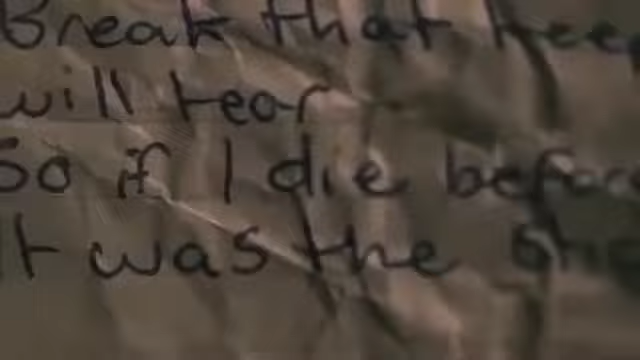 Break that
will tear
So if I die
It was the